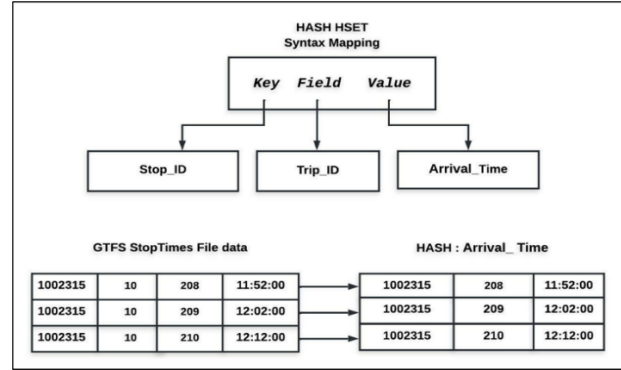 HASH HSET
Syntax Mapping
Key Field Value
Stop_ID Trip_ID Arrival_Time
GTFS StopTimes File data HASH : Arrival_ Time
1002315 10 208 11:52:00 1002315 208 11:52:00
1002315 10 209 12:02:00 1002315 209 12:02:00
1002315 10 210 12:12:00 1002315 210 12:12:00